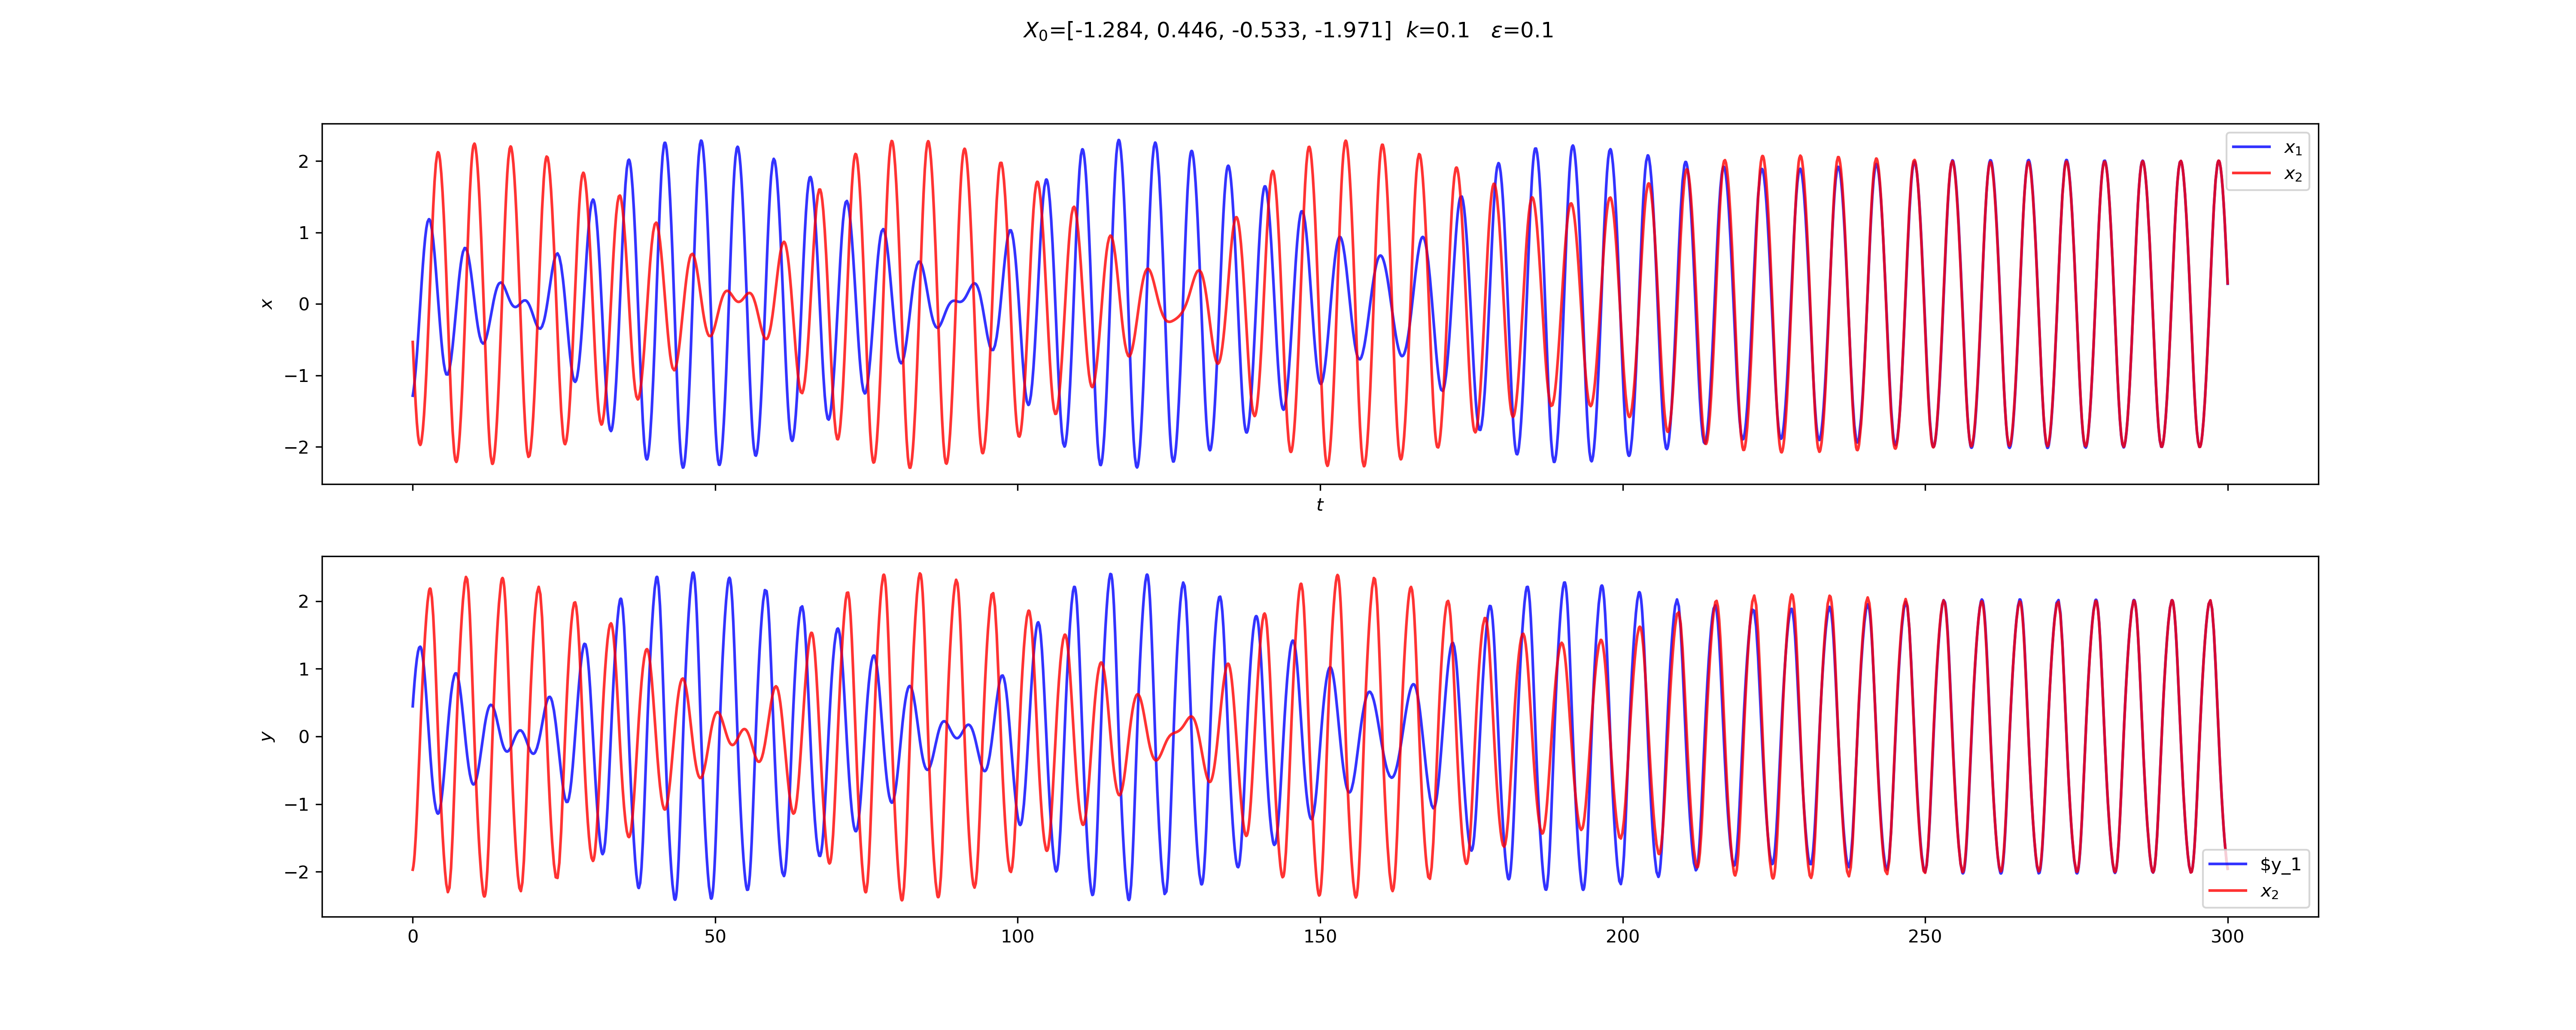 X₀=[-1.284, 0.446, -0.533, -1.971] k=0.1 ε=0.1
2
1
0
−1
−2
x
x₁
x₂
t
2
1
0
−1
−2
y
$y_1
x₂
0 50 100 150 200 250 300